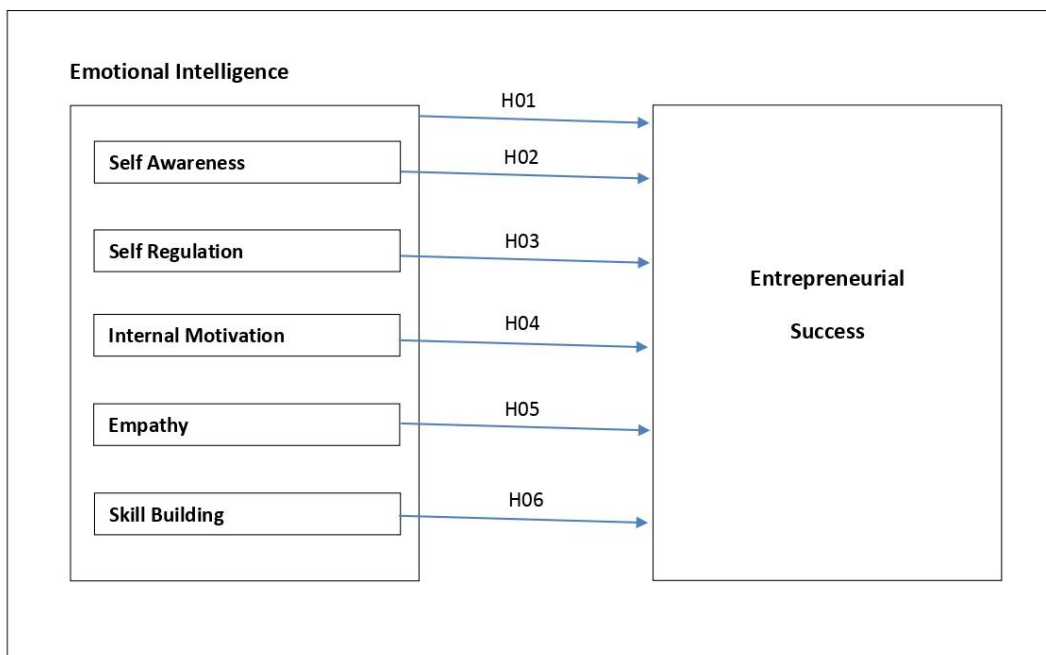 Emotional Intelligence
H01
Self Awareness
H02
Self Regulation
H03
Internal Motivation
H04
Empathy
H05
Skill Building
H06
Entrepreneurial
Success